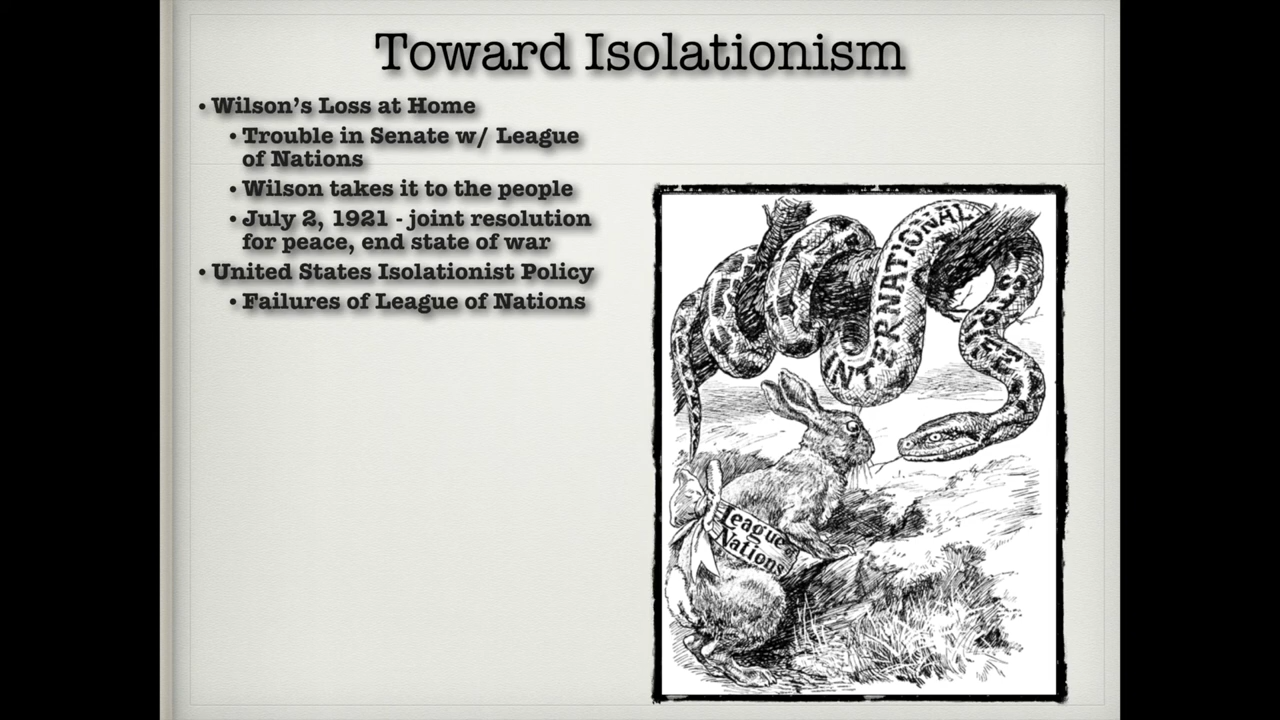 Toward Isolationism
• Wilson's Loss at Home
• Trouble in Senate w/ League
of Nations
• Wilson takes it to the people
• July 2, 1921 - joint resolution
for peace, end state of war
• United States Isolationist Policy
• Failures of League of Nations
INTERNATIONAL
STRIFE
League of
Nations